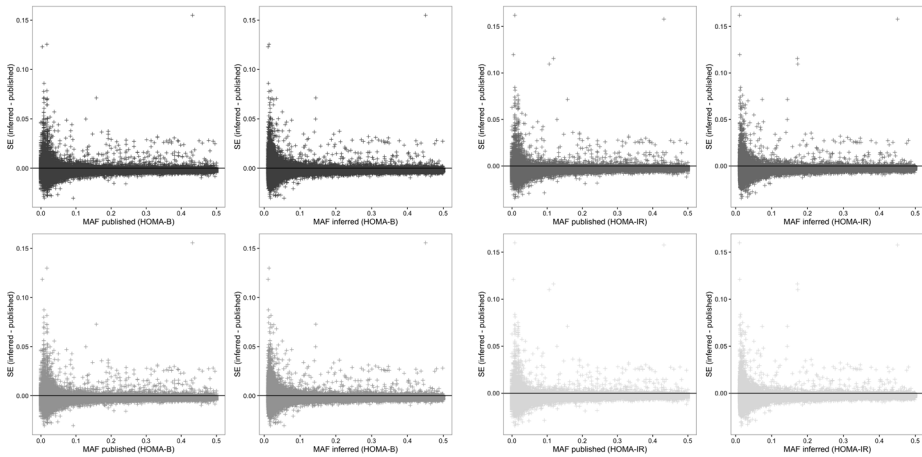 0.15
0.10
0.05
0.00
SE (inferred - published)
0.0 0.1 0.2 0.3 0.4 0.5
MAF published (HOMA-B)
0.15
0.10
0.05
0.00
SE (inferred - published)
0.0 0.1 0.2 0.3 0.4 0.5
MAF inferred (HOMA-B)
0.15
0.10
0.05
0.00
SE (inferred - published)
0.0 0.1 0.2 0.3 0.4 0.5
MAF published (HOMA-IR)
0.15
0.10
0.05
0.00
SE (inferred - published)
0.0 0.1 0.2 0.3 0.4 0.5
MAF inferred (HOMA-IR)
0.15
0.10
0.05
0.00
SE (inferred - published)
0.0 0.1 0.2 0.3 0.4 0.5
MAF published (HOMA-B)
0.15
0.10
0.05
0.00
SE (inferred - published)
0.0 0.1 0.2 0.3 0.4 0.5
MAF inferred (HOMA-B)
0.15
0.10
0.05
0.00
SE (inferred - published)
0.0 0.1 0.2 0.3 0.4 0.5
MAF published (HOMA-IR)
0.15
0.10
0.05
0.00
SE (inferred - published)
0.0 0.1 0.2 0.3 0.4 0.5
MAF inferred (HOMA-IR)